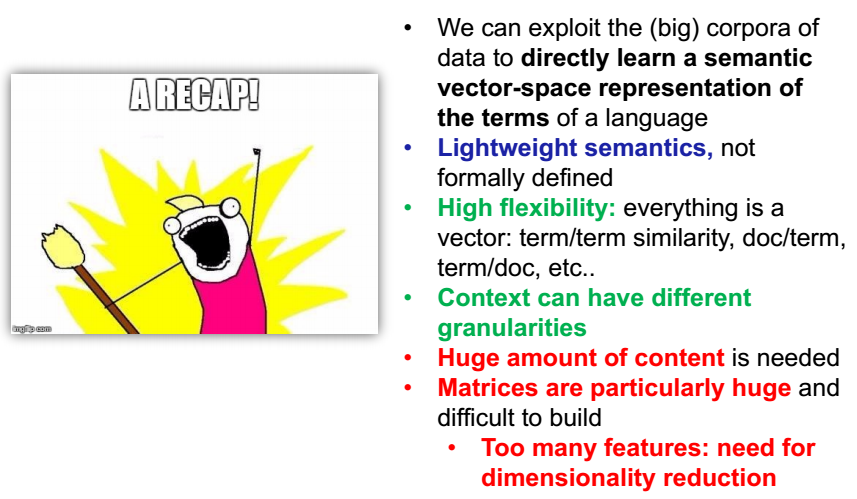 A RECAP!
imgflip.com
• We can exploit the (big) corpora of
data to directly learn a semantic
vector-space representation of
the terms of a language
• Lightweight semantics, not
formally defined
• High flexibility: everything is a
vector: term/term similarity, doc/term,
term/doc, etc..
• Context can have different
granularities
• Huge amount of content is needed
• Matrices are particularly huge and
difficult to build
• Too many features: need for
dimensionality reduction